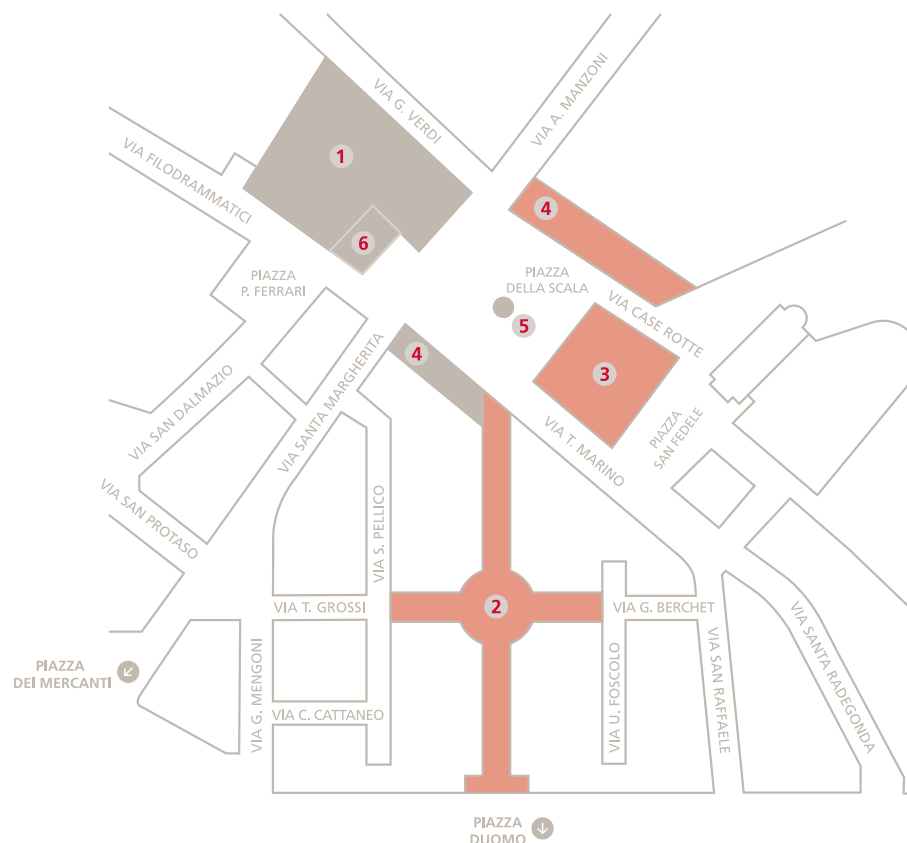 VIA G. VERDI
VIA A. MANZONI
VIA FILODRAMMATICI
1
4
6
PIAZZA
P. FERRARI
PIAZZA
DELLA SCALA
5
VIA CASE ROTTE
4
3
VIA SANTA MARGHERITA
VIA SAN DALMAZIO
VIA T. MARINO
PIAZZA
SAN FEDELE
VIA SAN PROTASO
VIA S. PELLICO
2
VIA T. GROSSI
VIA G. BERCHET
PIAZZA
DEI MERCANTI
VIA G. MENGONI
VIA C. CATTANEO
VIA U. FOSCOLO
VIA SAN RAFFAELE
VIA SANTA RADEGONDA
PIAZZA
DUOMO